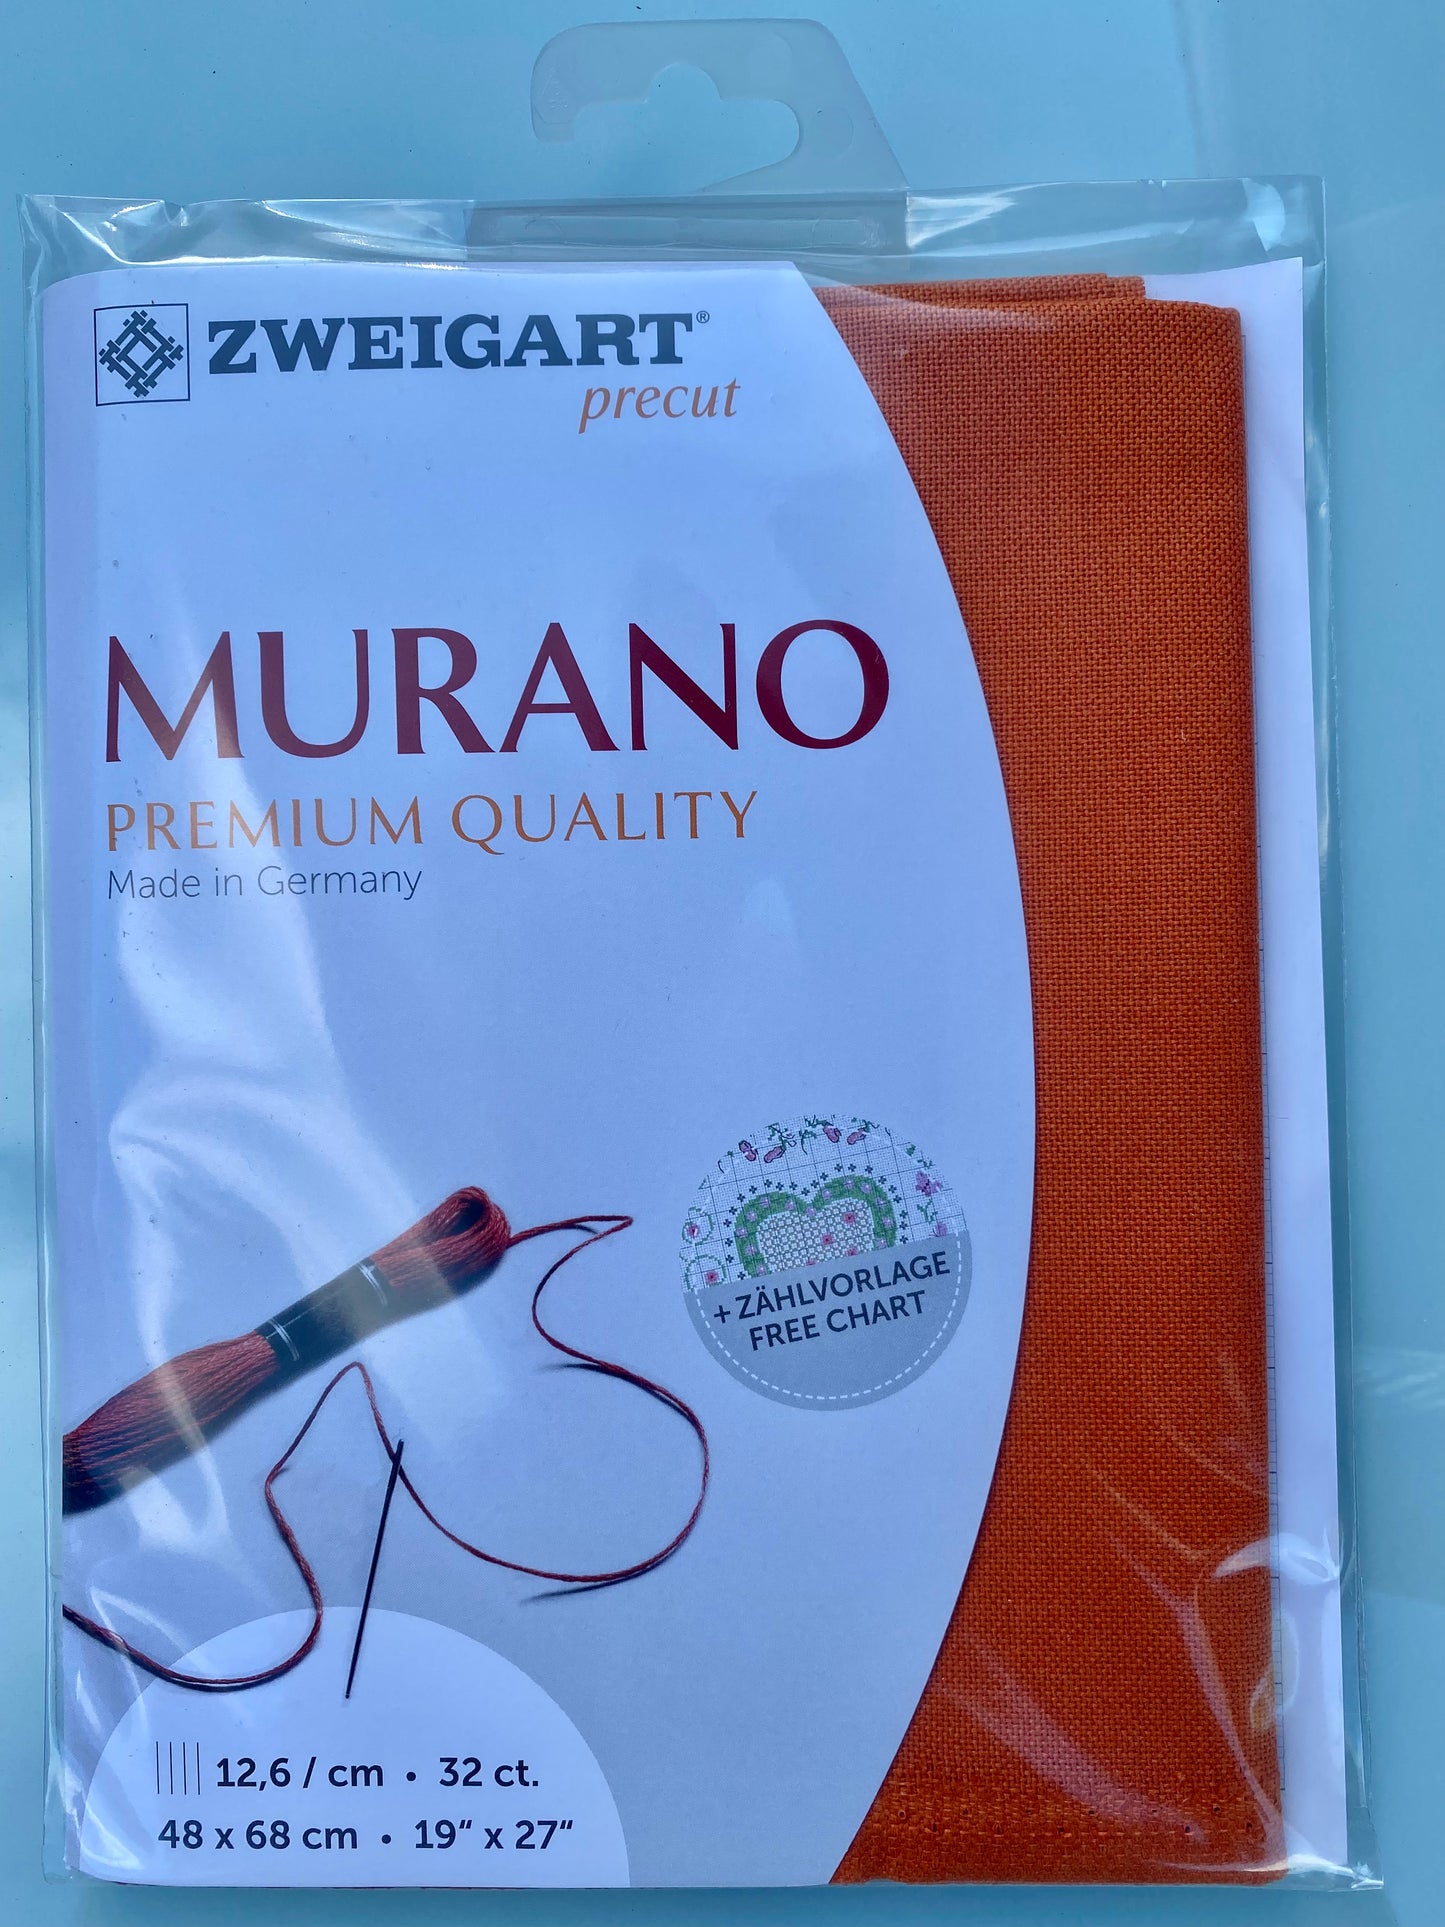 ZWEIGART®
precut
MURANO
PREMIUM QUALITY
Made in Germany
+ ZÄHLVORLAGE
FREE CHART
12,6 / cm • 32 ct.
48 x 68 cm • 19“ x 27“